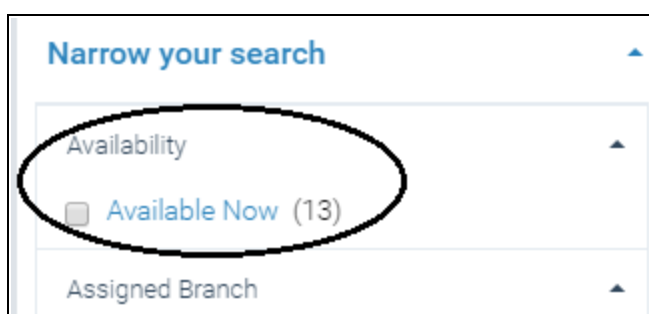 Narrow your search
Availability
Available Now (13)
Assigned Branch